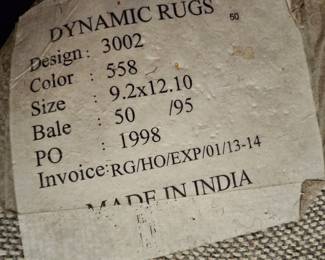 DYNAMIC RUGS
60
Design: 3002
Color : 558
Size : 9.2x12.10
Bale : 50 /95
PO : 1998
Invoice:RG/HO/EXP/01/13-14
MADE IN INDIA